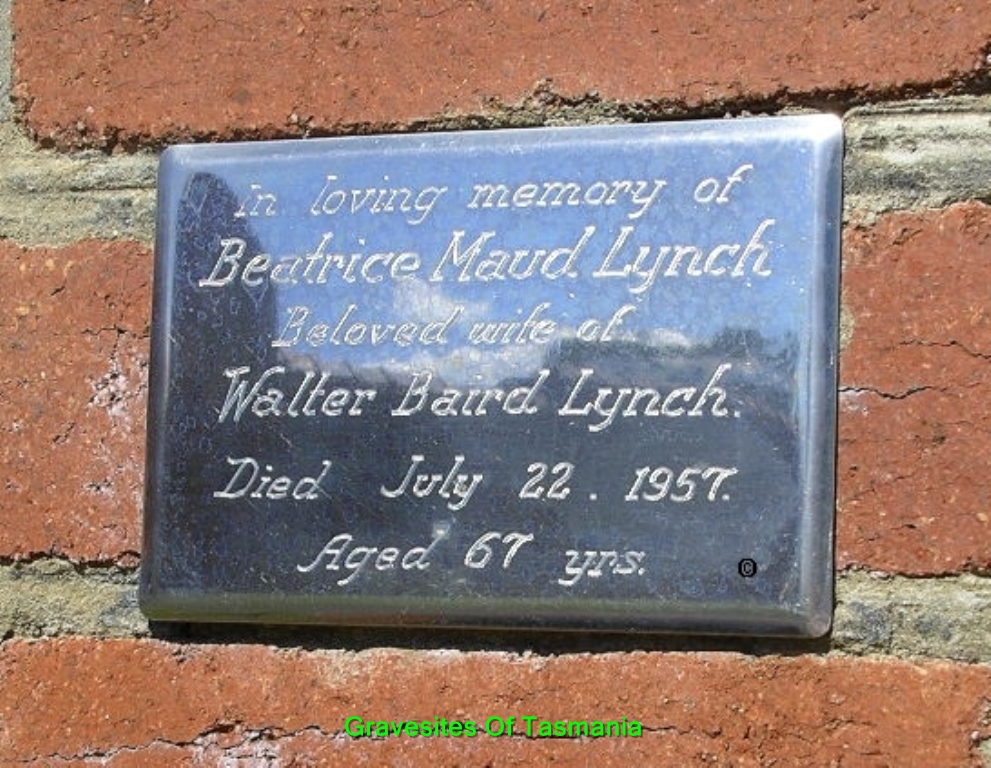 In loving memory of
Beatrice Maud Lynch
Beloved wife of
Walter Baird Lynch.
Died July 22. 1957.
Aged 67 yrs.
©
Gravesites Of Tasmania